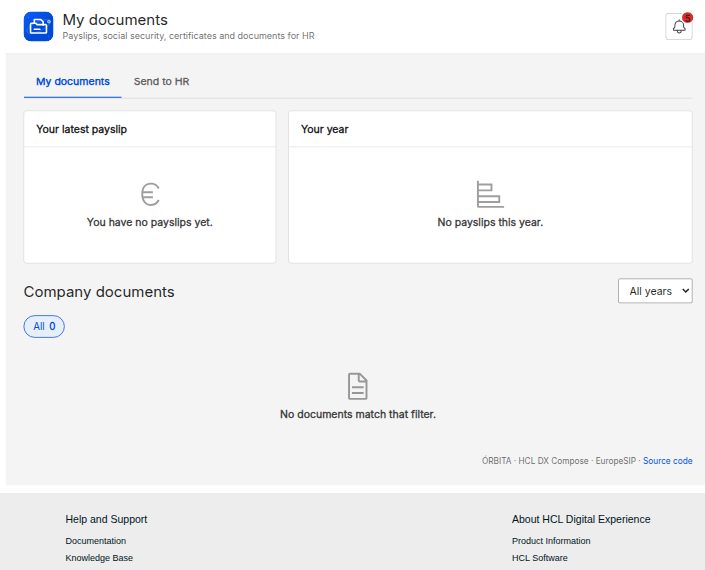 My documents
Payslips, social security, certificates and documents for HR
5
My documents
Send to HR
Your latest payslip
Your year
€
You have no payslips yet.
No payslips this year.
Company documents
All years
All 0
No documents match that filter.
ÓRBITA · HCL DX Compose · EuropeSIP · Source code
Help and Support
About HCL Digital Experience
Documentation
Product Information
Knowledge Base
HCL Software